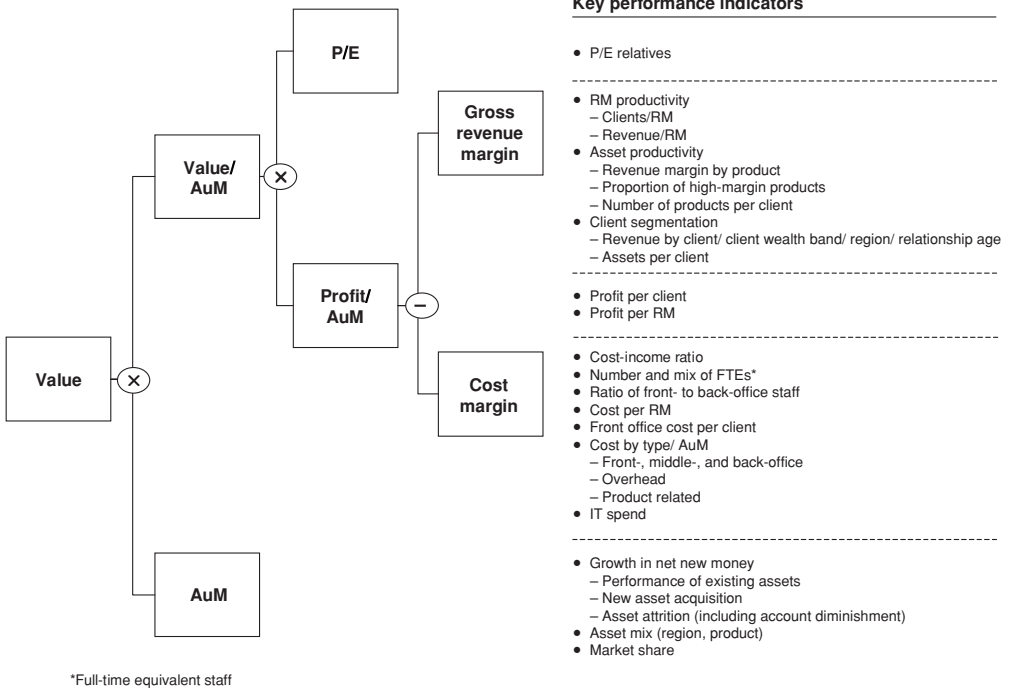 Key performance indicators
P/E
• P/E relatives
Gross
revenue
margin
• RM productivity
– Clients/RM
– Revenue/RM
• Asset productivity
– Revenue margin by product
– Proportion of high-margin products
– Number of products per client
• Client segmentation
– Revenue by client/ client wealth band/ region/ relationship age
– Assets per client
Value/
AuM
×
Profit/
AuM
−
• Profit per client
• Profit per RM
Value
×
Cost
margin
• Cost-income ratio
• Number and mix of FTEs*
• Ratio of front- to back-office staff
• Cost per RM
• Front office cost per client
• Cost by type/ AuM
– Front-, middle-, and back-office
– Overhead
– Product related
• IT spend
AuM
• Growth in net new money
– Performance of existing assets
– New asset acquisition
– Asset attrition (including account diminishment)
• Asset mix (region, product)
• Market share
*Full-time equivalent staff